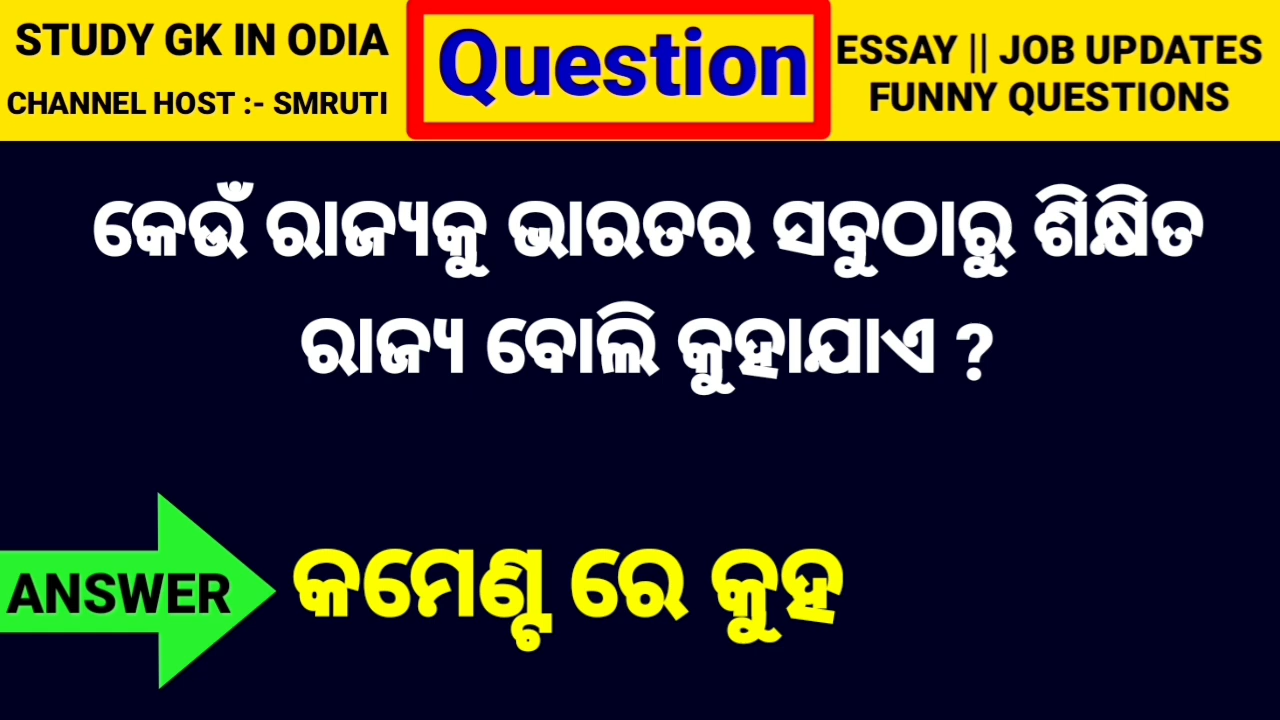 STUDY GK IN ODIA
CHANNEL HOST :- SMRUTI
Question
ESSAY || JOB UPDATES
FUNNY QUESTIONS
କେଉଁ ରାଜ୍ୟକୁ ଭାରତର ସବୁଠାରୁ ଶିକ୍ଷିତ
ରାଜ୍ୟ ବୋଲି କୁହାଯାଏ ?
ANSWER
କମେଣ୍ଟ ରେ କୁହ